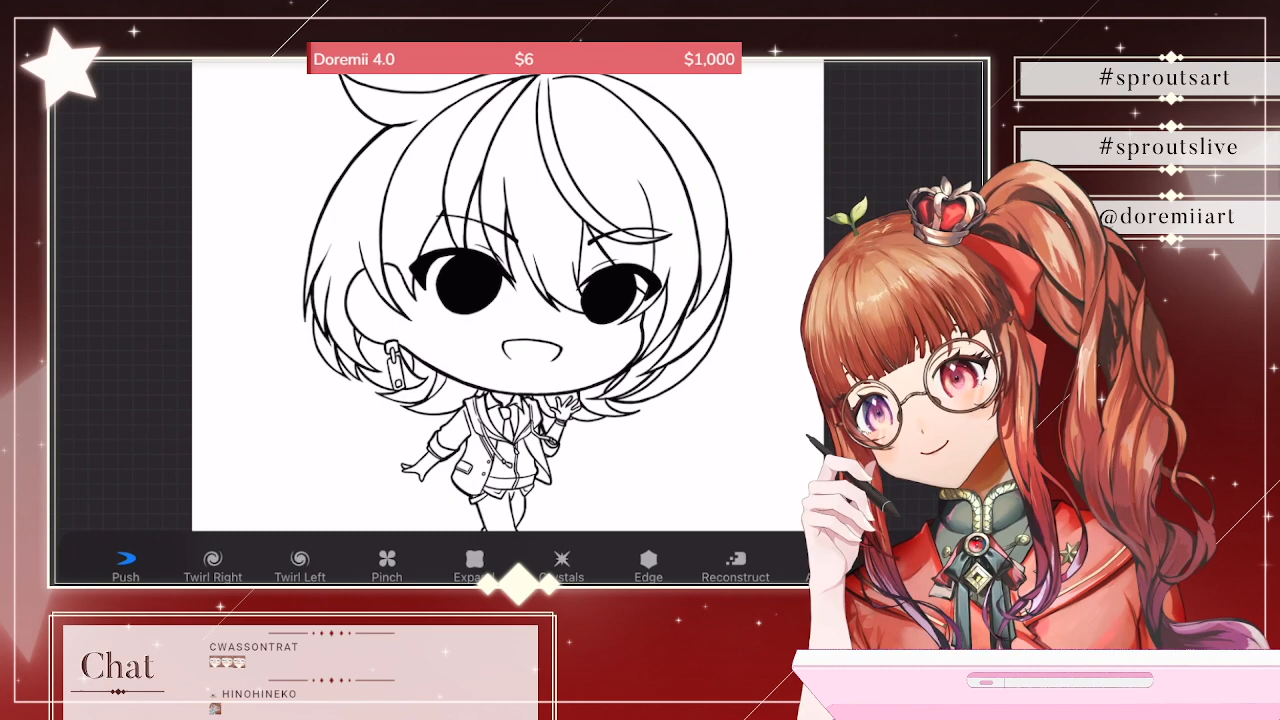 Doremii 4.0 $6 $1,000
#sproutsart
#sproutslive
@doremiiart
Push Twirl Right Twirl Left Pinch Edge Reconstruct
Chat
CWASSONTRAT
HINOHINEKO